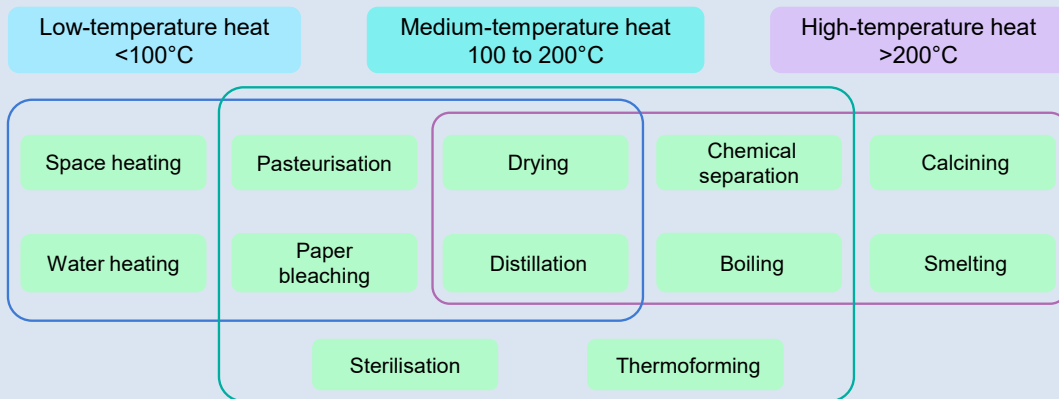 Low-temperature heat
<100°C
Medium-temperature heat
100 to 200°C
High-temperature heat
>200°C
Space heating
Pasteurisation
Drying
Chemical
separation
Calcining
Water heating
Paper
bleaching
Distillation
Boiling
Smelting
Sterilisation
Thermoforming